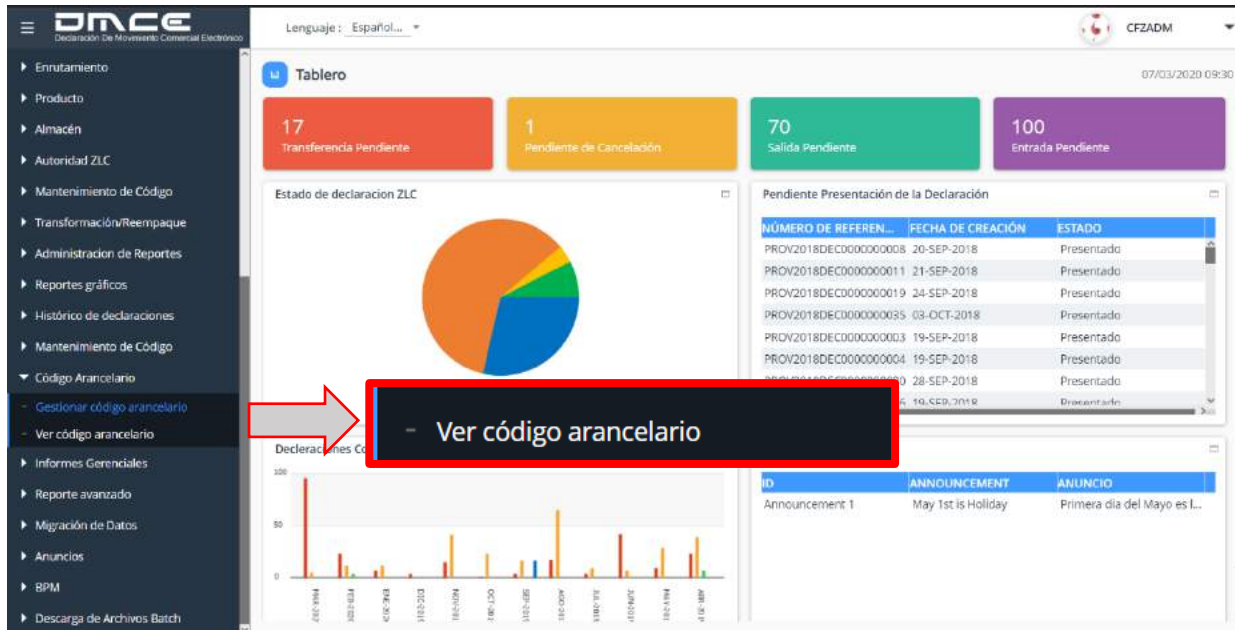 DMCE
Declaración De Movimiento Comercial Electrónico
Lenguaje : Español...
CFZADM
Enrutamiento
Producto
Almacén
Autoridad ZLC
Mantenimiento de Código
Transformación/Reempaque
Administracion de Reportes
Reportes gráficos
Histórico de declaraciones
Mantenimiento de Código
Código Arancelario
- Gestionar código arancelario
- Ver código arancelario
Informes Gerenciales
Reporte avanzado
Migración de Datos
Anuncios
BPM
Descarga de Archivos Batch
Tablero
07/03/2020 09:30
17
Transferencia Pendiente
1
Pendiente de Cancelación
70
Salida Pendiente
100
Entrada Pendiente
Estado de declaracion ZLC
Pendiente Presentación de la Declaración
NÚMERO DE REFEREN... FECHA DE CREACIÓN ESTADO
PROV2018DEC0000000008 20-SEP-2018 Presentado
PROV2018DEC0000000011 21-SEP-2018 Presentado
PROV2018DEC0000000019 24-SEP-2018 Presentado
PROV2018DEC0000000035 03-OCT-2018 Presentado
PROV2018DEC0000000003 19-SEP-2018 Presentado
PROV2018DEC0000000004 19-SEP-2018 Presentado
28-SEP-2018 Presentado
19-SEP-2018 Presentado
- Ver código arancelario
Decleraciones
100
50
0
ID ANNOUNCEMENT ANUNCIO
Announcement 1 May 1st is Holiday Primera día del Mayo es l...